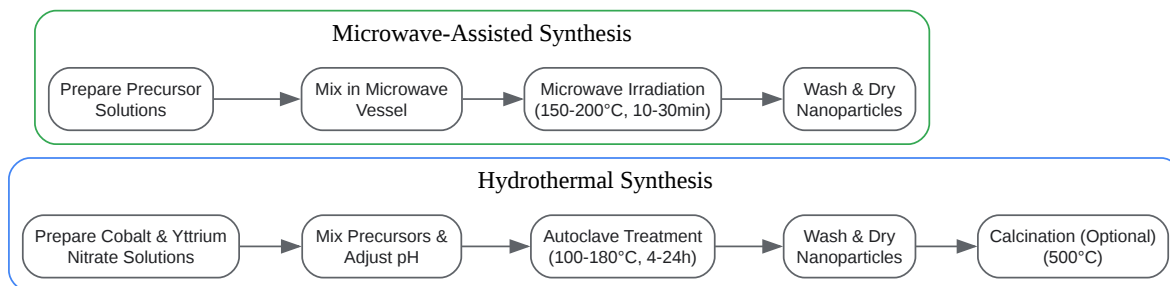 Microwave-Assisted Synthesis
Prepare Precursor
Solutions
Mix in Microwave
Vessel
Microwave Irradiation
(150-200°C, 10-30min)
Wash & Dry
Nanoparticles
Hydrothermal Synthesis
Prepare Cobalt & Yttrium
Nitrate Solutions
Mix Precursors &
Adjust pH
Autoclave Treatment
(100-180°C, 4-24h)
Wash & Dry
Nanoparticles
Calcination (Optional)
(500°C)